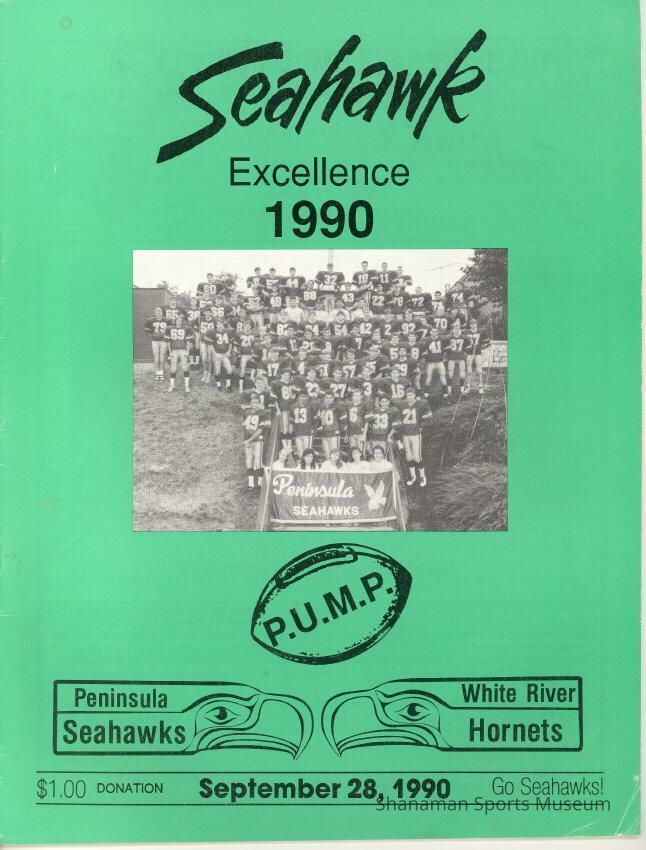 Seahawk
Excellence
1990
Peninsula
SEAHAWKS
P.U.M.P.
Peninsula
Seahawks
White River
Hornets
$1.00 DONATION September 28, 1990 Go Seahawks!
Shanaman Sports Museum